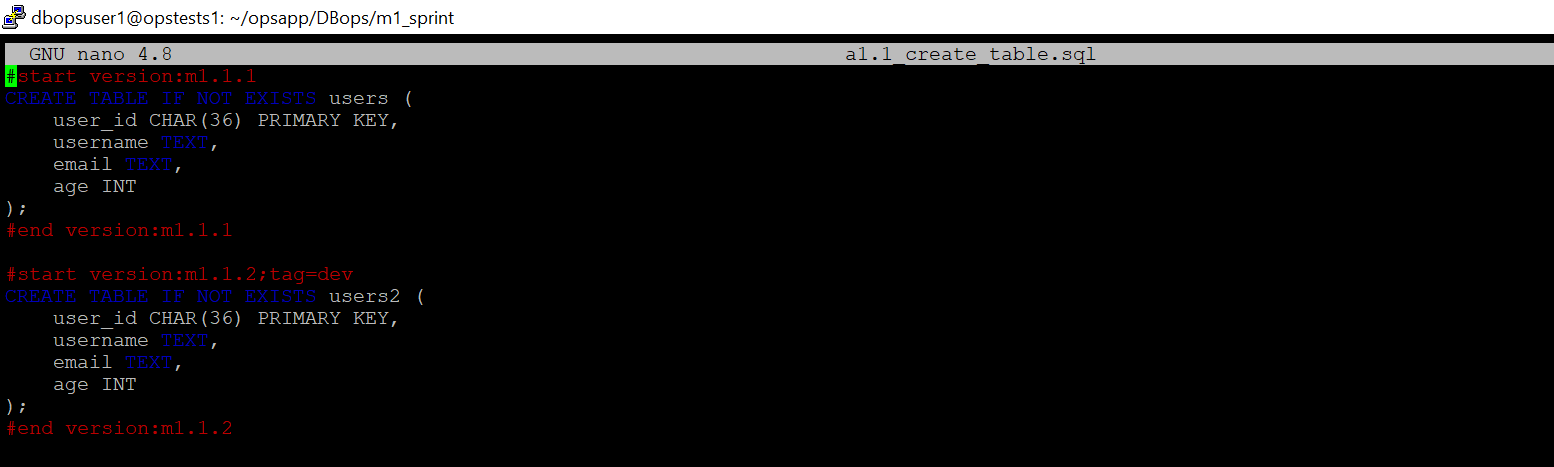 dbopsuser1@opstests1: ~/opsapp/DBops/m1_sprint
GNU nano 4.8 a1.1_create_table.sql
#start version:m1.1.1
CREATE TABLE IF NOT EXISTS users (
    user_id CHAR(36) PRIMARY KEY,
    username TEXT,
    email TEXT,
    age INT
);
#end version:m1.1.1

#start version:m1.1.2;tag=dev
CREATE TABLE IF NOT EXISTS users2 (
    user_id CHAR(36) PRIMARY KEY,
    username TEXT,
    email TEXT,
    age INT
);
#end version:m1.1.2